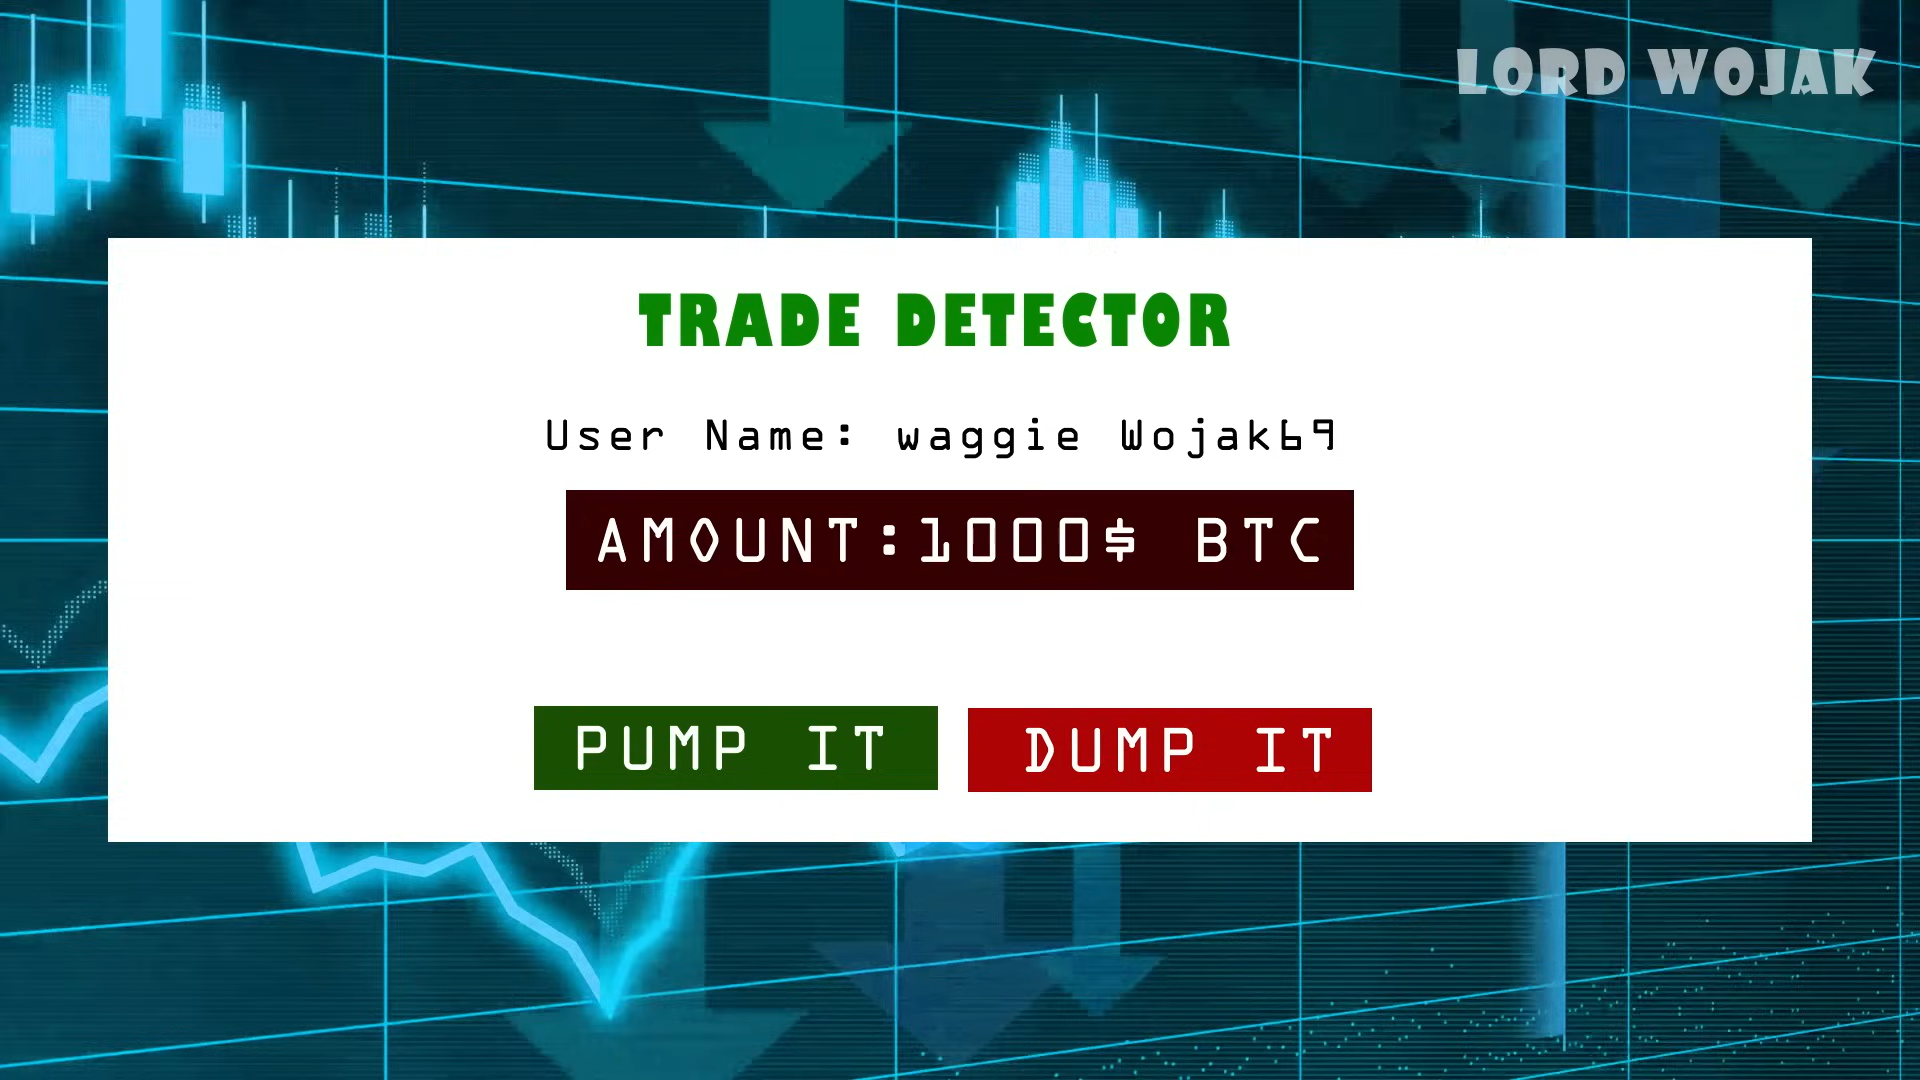 LORD WOJAK
TRADE DETECTOR
User Name: waggie Wojak69
AMOUNT:1000$ BTC
PUMP IT
DUMP IT